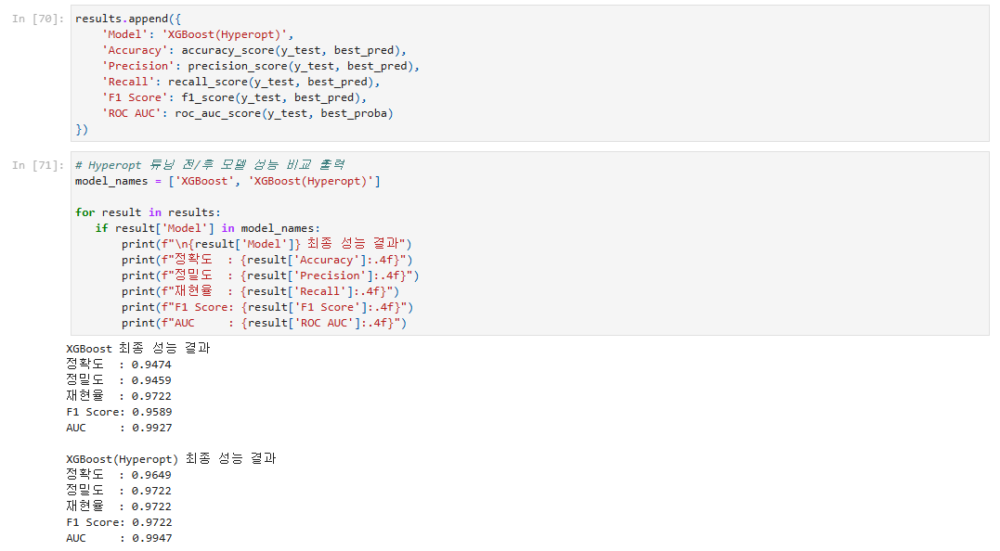 In [70]:
results.append({
    'Model': 'XGBoost(Hyperopt)',
    'Accuracy': accuracy_score(y_test, best_pred),
    'Precision': precision_score(y_test, best_pred),
    'Recall': recall_score(y_test, best_pred),
    'F1 Score': f1_score(y_test, best_pred),
    'ROC AUC': roc_auc_score(y_test, best_proba)
})
In [71]:
# Hyperopt 튜닝 전/후 모델 성능 비교 출력
model_names = ['XGBoost', 'XGBoost(Hyperopt)']

for result in results:
   if result['Model'] in model_names:
       print(f"\n{result['Model']} 최종 성능 결과")
       print(f"정확도  : {result['Accuracy']:.4f}")
       print(f"정밀도  : {result['Precision']:.4f}")
       print(f"재현율  : {result['Recall']:.4f}")
       print(f"F1 Score: {result['F1 Score']:.4f}")
       print(f"AUC     : {result['ROC AUC']:.4f}")
XGBoost 최종 성능 결과
정확도  : 0.9474
정밀도  : 0.9459
재현율  : 0.9722
F1 Score: 0.9589
AUC     : 0.9927

XGBoost(Hyperopt) 최종 성능 결과
정확도  : 0.9649
정밀도  : 0.9722
재현율  : 0.9722
F1 Score: 0.9722
AUC     : 0.9947